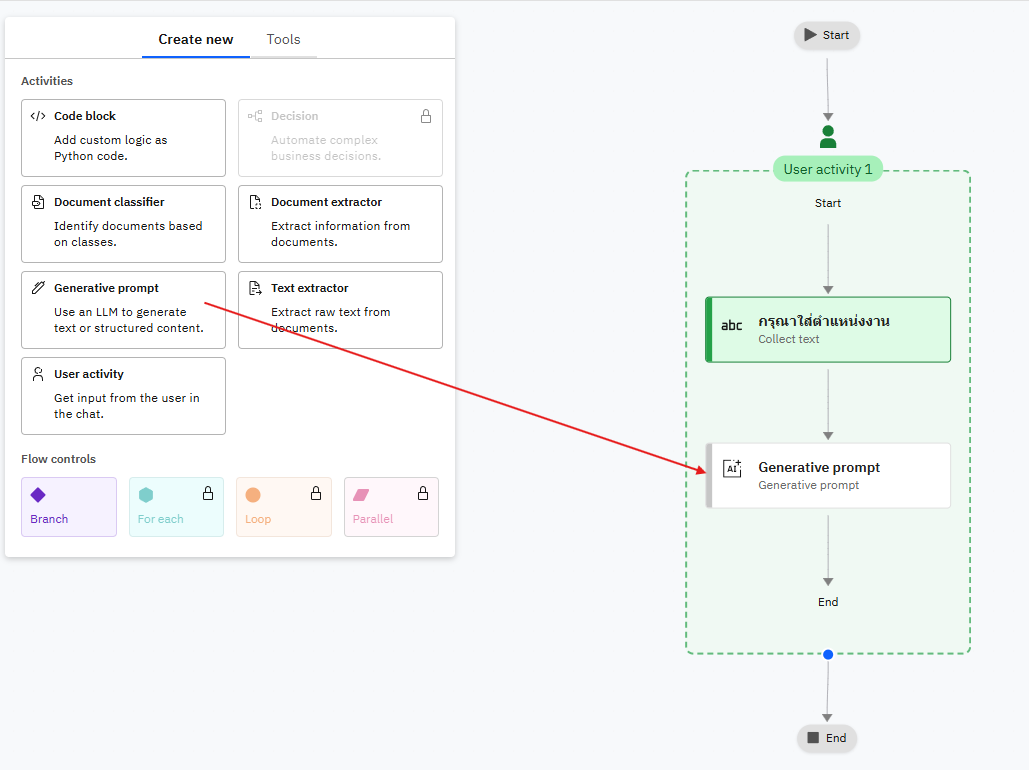 Create new
Tools
Activities
Code block
Add custom logic as
Python code.
Decision
Automate complex
business decisions.
Document classifier
Identify documents based
on classes.
Document extractor
Extract information from
documents.
Generative prompt
Use an LLM to generate
text or structured content.
Text extractor
Extract raw text from
documents.
User activity
Get input from the user in
the chat.
Flow controls
Branch
For each
Loop
Parallel
Start
User activity 1
Start
abc
กรุณาใส่ตำแหน่งงาน
Collect text
AI
Generative prompt
Generative prompt
End
End